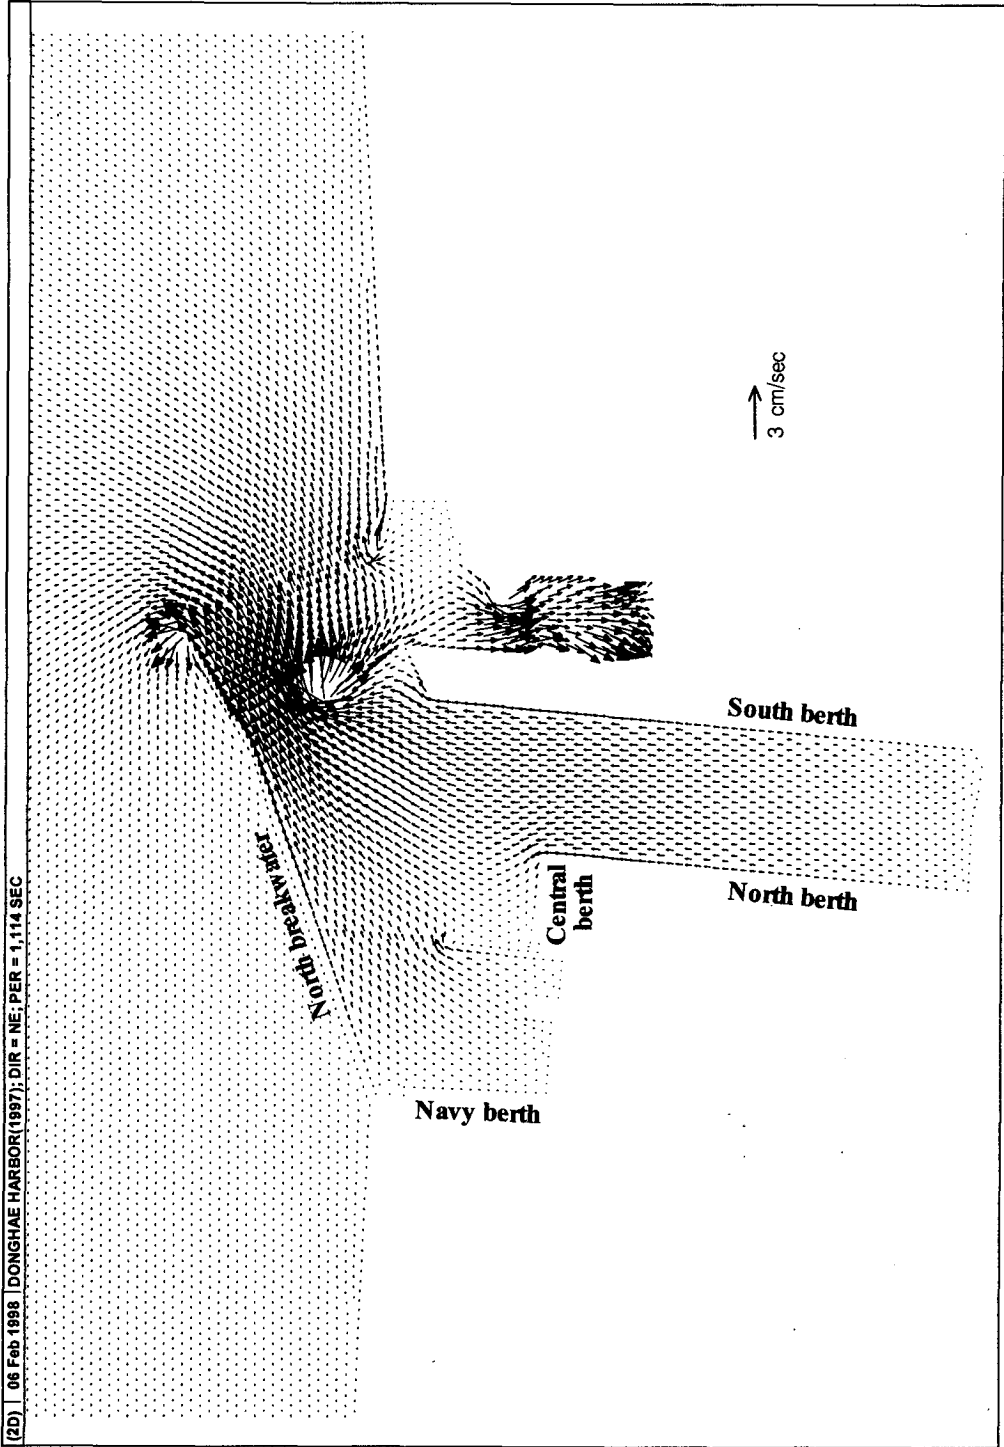 (2D) 06 Feb 1998 DONGHAE HARBOR(1997); DIR = NE; PER = 1,114 SEC
North breakwater
3 cm/sec
South berth
Central
berth
North berth
Navy berth